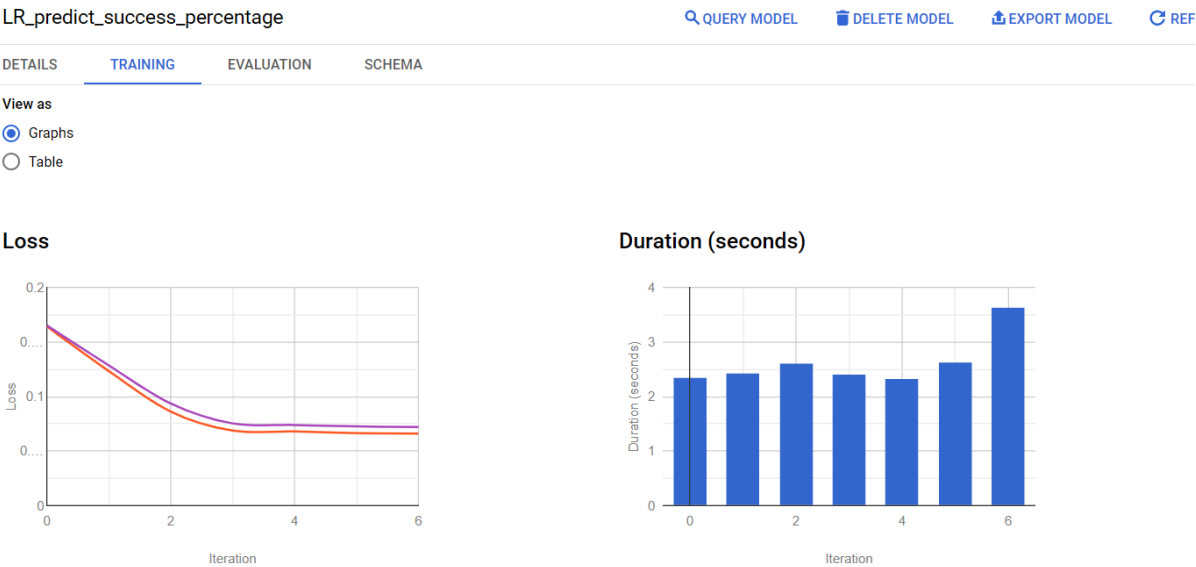 LR_predict_success_percentage
QUERY MODEL
DELETE MODEL
EXPORT MODEL
REF
DETAILS
TRAINING
EVALUATION
SCHEMA
View as
Graphs
Table
Loss
0.2
0....
0.1
0....
0
Loss
0 2 4 6
Iteration
Duration (seconds)
4
3
2
1
0
Duration (seconds)
0 2 4 6
Iteration